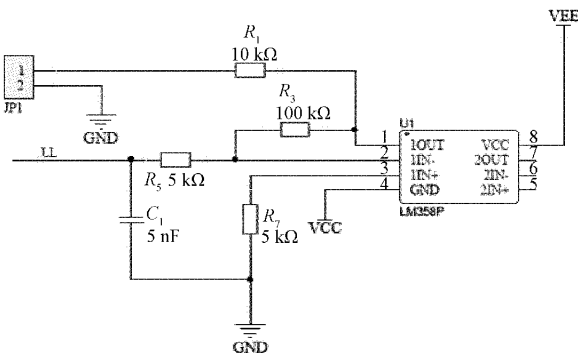 VEE
R1
10 kΩ
1
2
JP1
GND
R3
100 kΩ
U1
1 1OUT VCC 8
2 1IN- 2OUT 7
3 1IN+ 2IN- 6
4 GND 2IN+ 5
LM358P
LL
R5 5 kΩ
C1
5 nF
R7
5 kΩ
VCC
GND